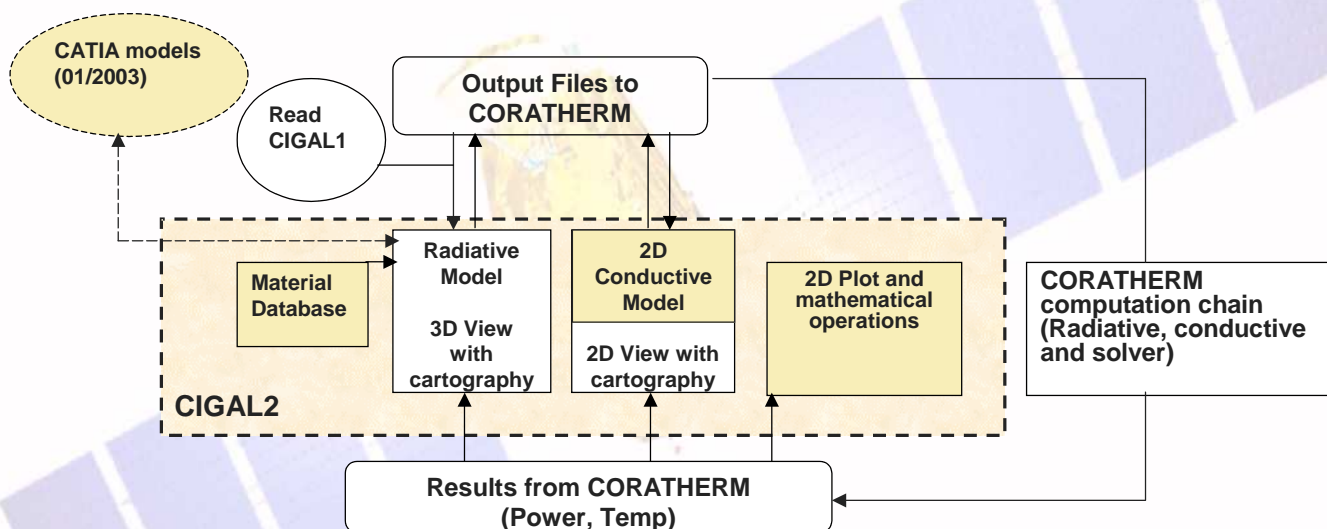 CATIA models
(01/2003)
Output Files to
CORATHERM
Read
CIGAL1
Radiative
Model
3D View
with
cartography
2D
Conductive
Model
2D View with
cartography
Material
Database
2D Plot and
mathematical
operations
CORATHERM
computation chain
(Radiative, conductive
and solver)
CIGAL2
Results from CORATHERM
(Power, Temp)